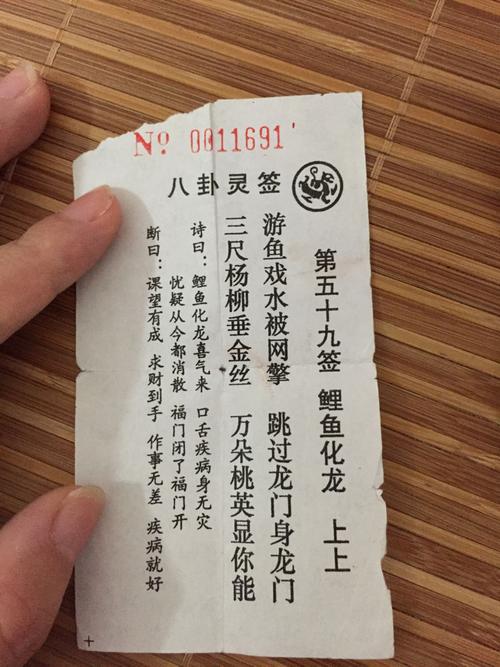 No 0011691
八卦灵签
第五十九签 鲤鱼化龙 上上
游鱼戏水被网擎 跳过龙门身龙门
三尺杨柳垂金丝 万朵桃英显你能
诗曰：鲤鱼化龙喜气来 口舌疾病身无灾
忧疑从今都消散 福门闭了福门开
断曰：课望有成 求财到手 作事无差 疾病就好